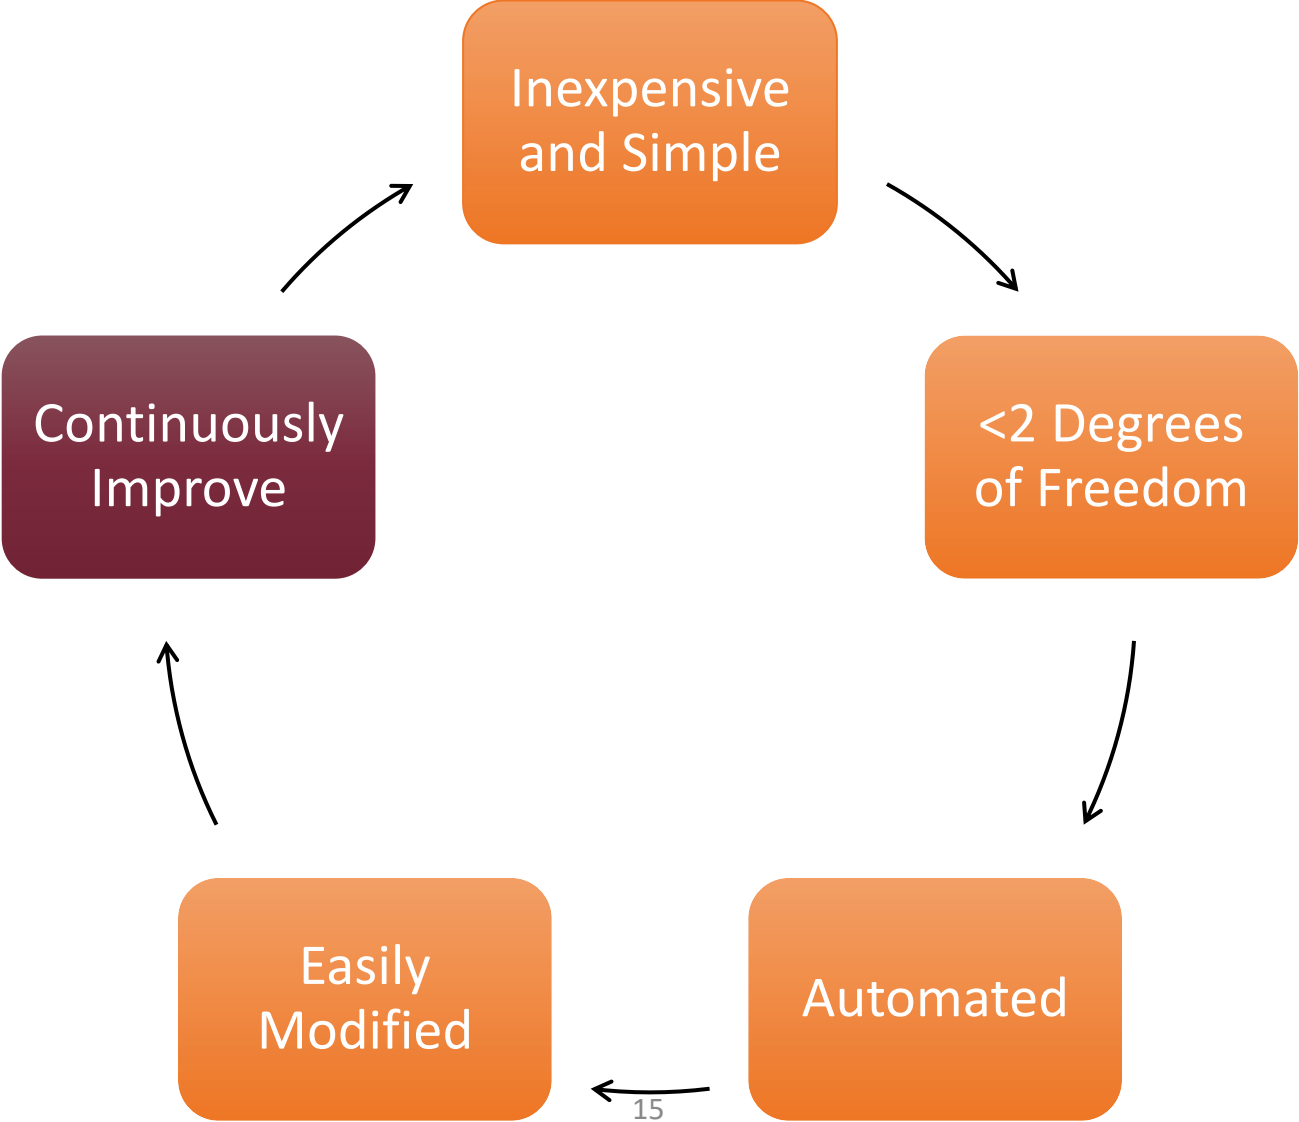 Inexpensive
and Simple
<2 Degrees
of Freedom
Automated
Easily
Modified
Continuously
Improve
15